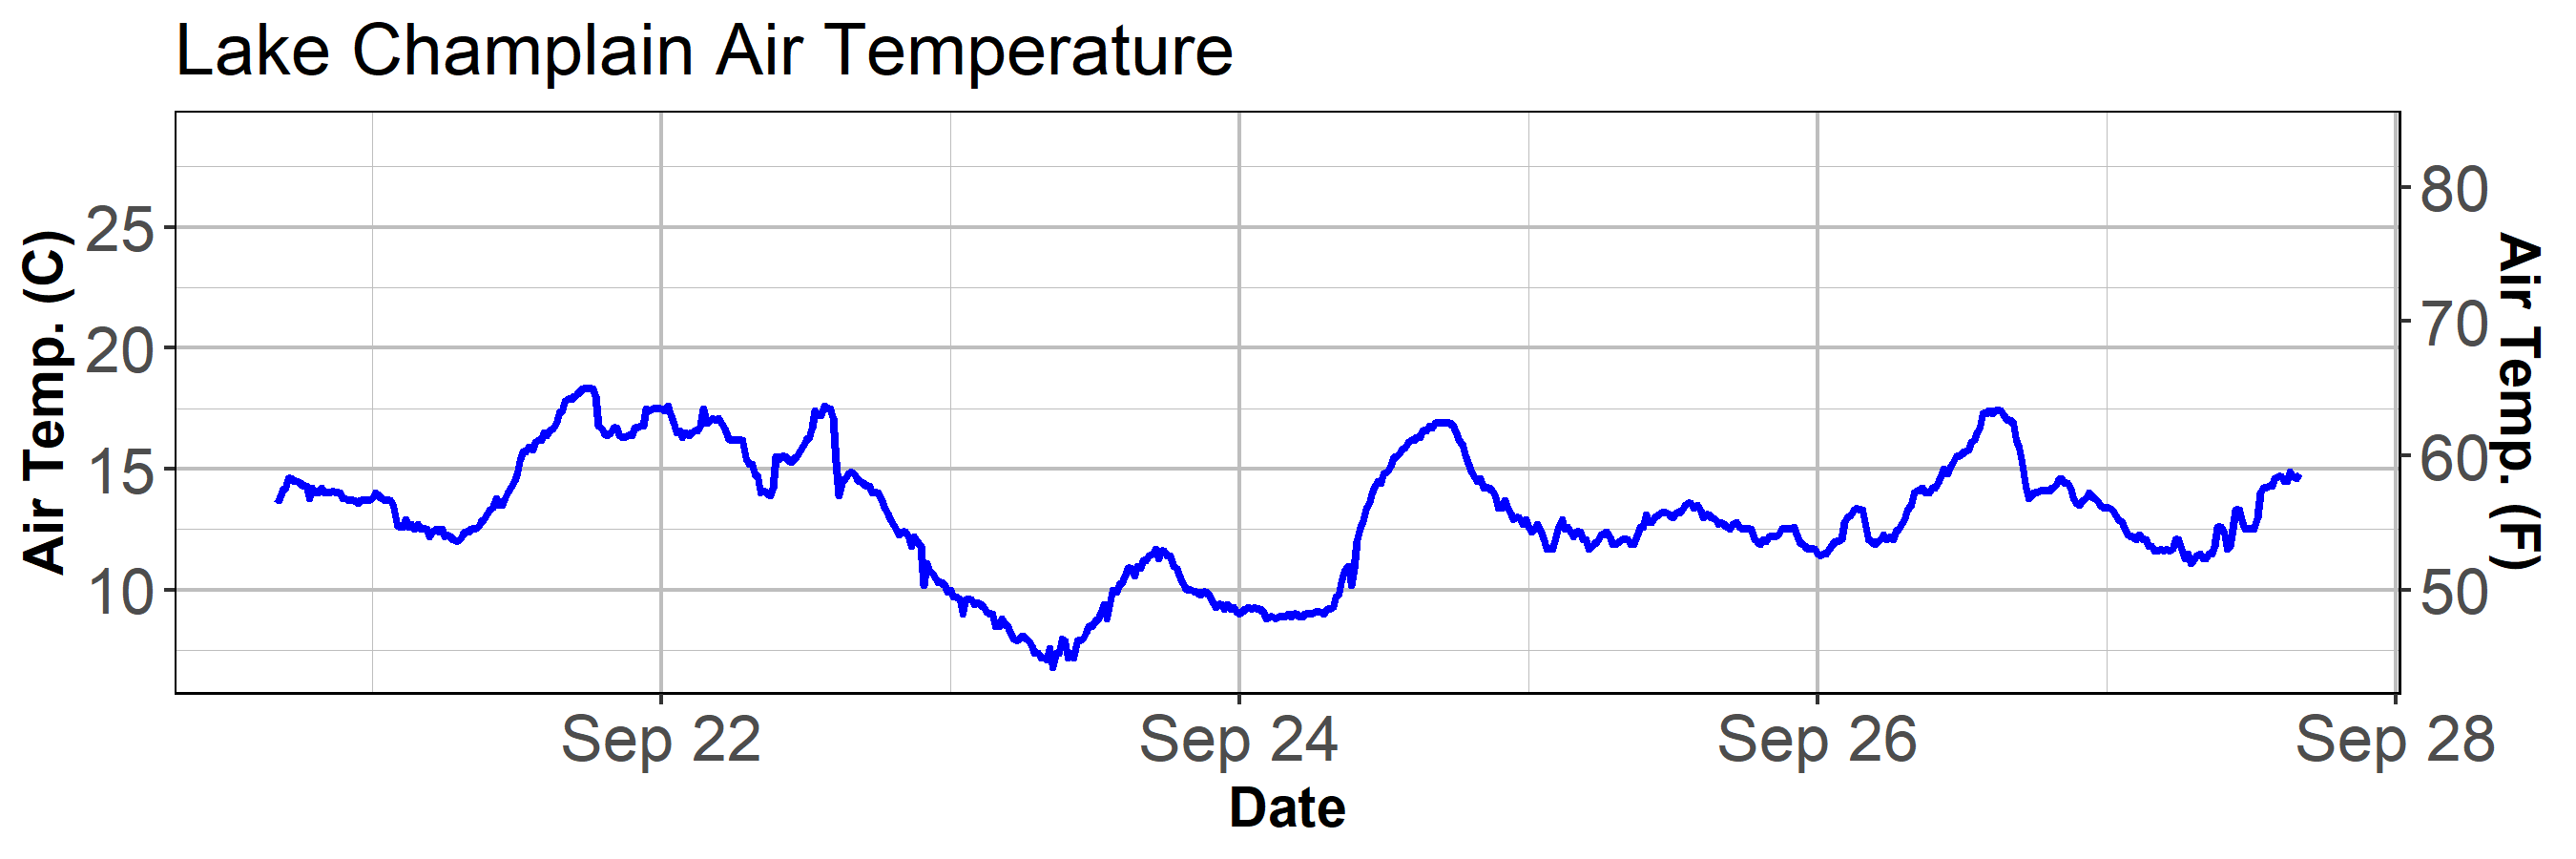 Lake Champlain Air Temperature
Air Temp. (C)
25
20
15
10
80
70
60
50
Air Temp. (F)
Sep 22
Sep 24
Sep 26
Sep 28
Date